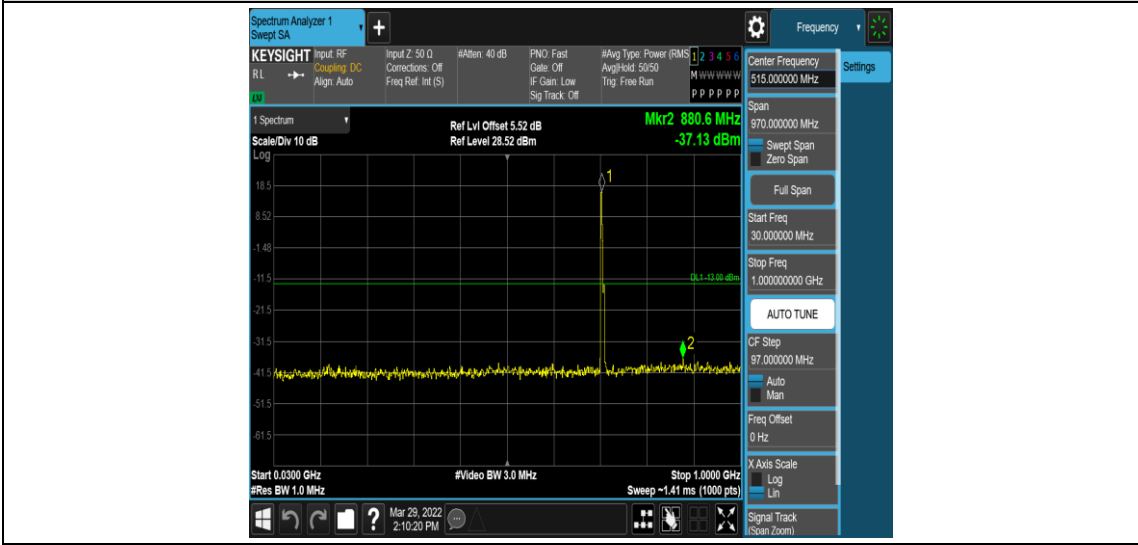 Spectrum Analyzer 1
Swept SA
+
Frequency
KEYSIGHT
RL
LM
Input: RF
Coupling: DC
Align: Auto
Input Z: 50 Ω
Corrections: Off
Freq Ref: Int (S)
#Atten: 40 dB
PNO: Fast
Gate: Off
IF Gain: Low
Sig Track: Off
#Avg Type: Power (RMS
Avg|Hold: 50/50
Trig: Free Run
1 2 3 4 5 6
M W W W W W
P P P P P P
1 Spectrum
Scale/Div 10 dB
Log
Ref Lvl Offset 5.52 dB
Ref Level 28.52 dBm
Mkr2 880.6 MHz
-37.13 dBm
1
18.5
8.52
-1.48
-11.5
DL1 -13.00 dBm
-21.5
-31.5
2
-41.5
-51.5
-61.5
Start 0.0300 GHz
#Res BW 1.0 MHz
#Video BW 3.0 MHz
Stop 1.0000 GHz
Sweep ~1.41 ms (1000 pts)
?
Mar 29, 2022
2:10:20 PM
Center Frequency
515.000000 MHz
Span
970.000000 MHz
Swept Span
Zero Span
Full Span
Start Freq
30.000000 MHz
Stop Freq
1.000000000 GHz
AUTO TUNE
CF Step
97.000000 MHz
Auto
Man
Freq Offset
0 Hz
X Axis Scale
Log
Lin
Signal Track
(Span Zoom)
Settings